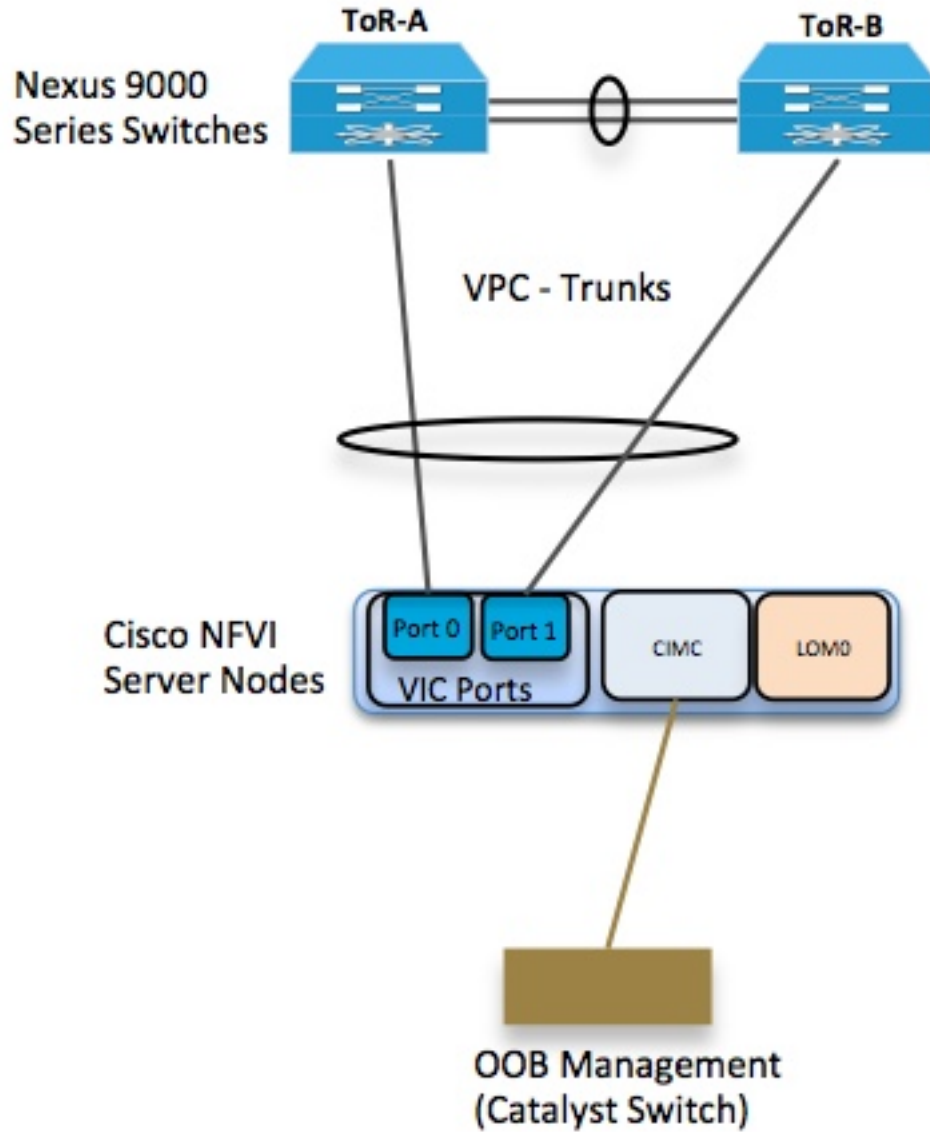 ToR-A
ToR-B
Nexus 9000
Series Switches
VPC - Trunks
Cisco NFVI
Server Nodes
Port 0
Port 1
VIC Ports
CIMC
LOM0
OOB Management
(Catalyst Switch)